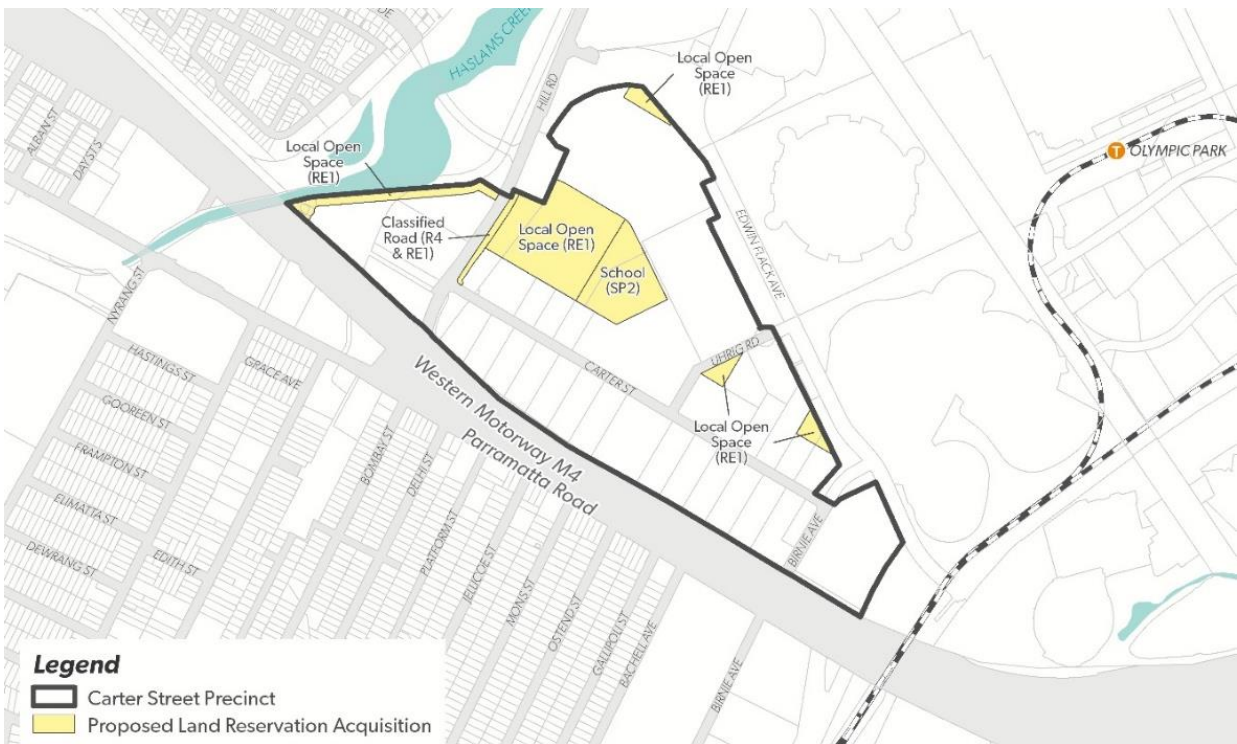 HASLAMS CREEK
HILL RD
Local Open
Space
(RE1)
ALBAN ST
DAY ST S
Local Open
Space
(RE1)
T OLYMPIC PARK
Classified
Road (R4
& RE1)
Local Open
Space (RE1)
EDWIN FLACK AVE
School
(SP2)
NYRANG ST
UHRIG RD
HASTINGS ST
GRACE AVE
CARTER ST
GOOREEN ST
Local Open
Space
(RE1)
Western Motorway M4
Parramatta Road
FRAMPTON ST
BOMBAY ST
DELHI ST
ELIMATTA ST
PLATFORM ST
BIRNIE AVE
DEWRANG ST
EDITH ST
JELLICOE ST
MONS ST
OSTEND ST
GALLIPOLI ST
BACHELL AVE
BIRNIE AVE
Legend
Carter Street Precinct
Proposed Land Reservation Acquisition